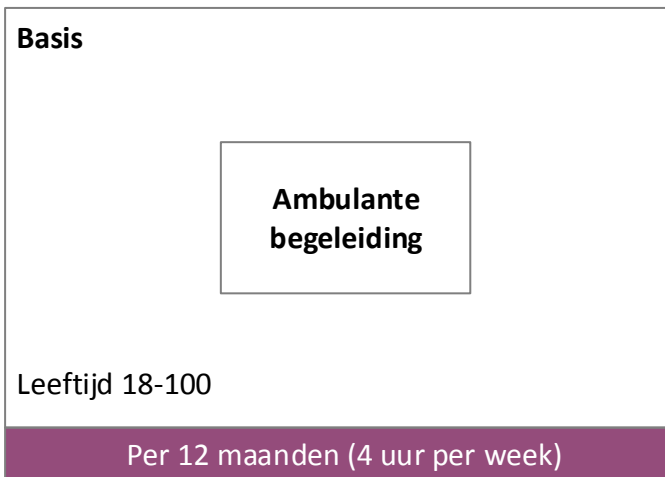 Basis
Ambulante
begeleiding
Leeftijd 18-100
Per 12 maanden (4 uur per week)